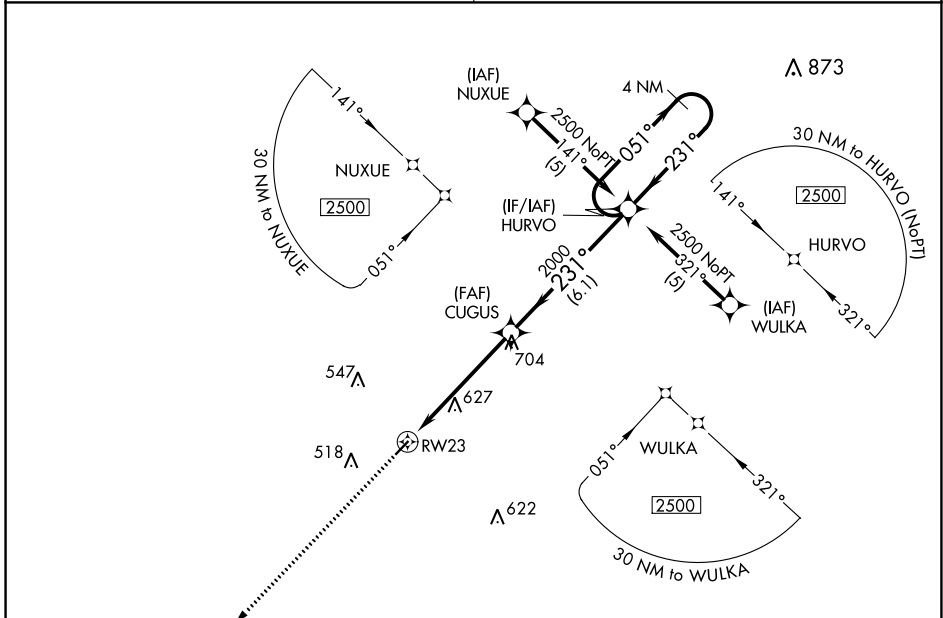 873
(IAF)
NUXUE
4 NM
2500 NoPT
141°
(5)
051°
231°
141°
NUXUE
2500
051°
30 NM to NUXUE
30 NM to HURVO (NoPT)
141°
2500
HURVO
321°
(IF/IAF)
HURVO
2500 NoPT
321°
(5)
(IAF)
WULKA
2000
231°
(6.1)
(FAF)
CUGUS
704
547
627
RW23
518
622
WULKA
051°
321°
2500
30 NM to WULKA